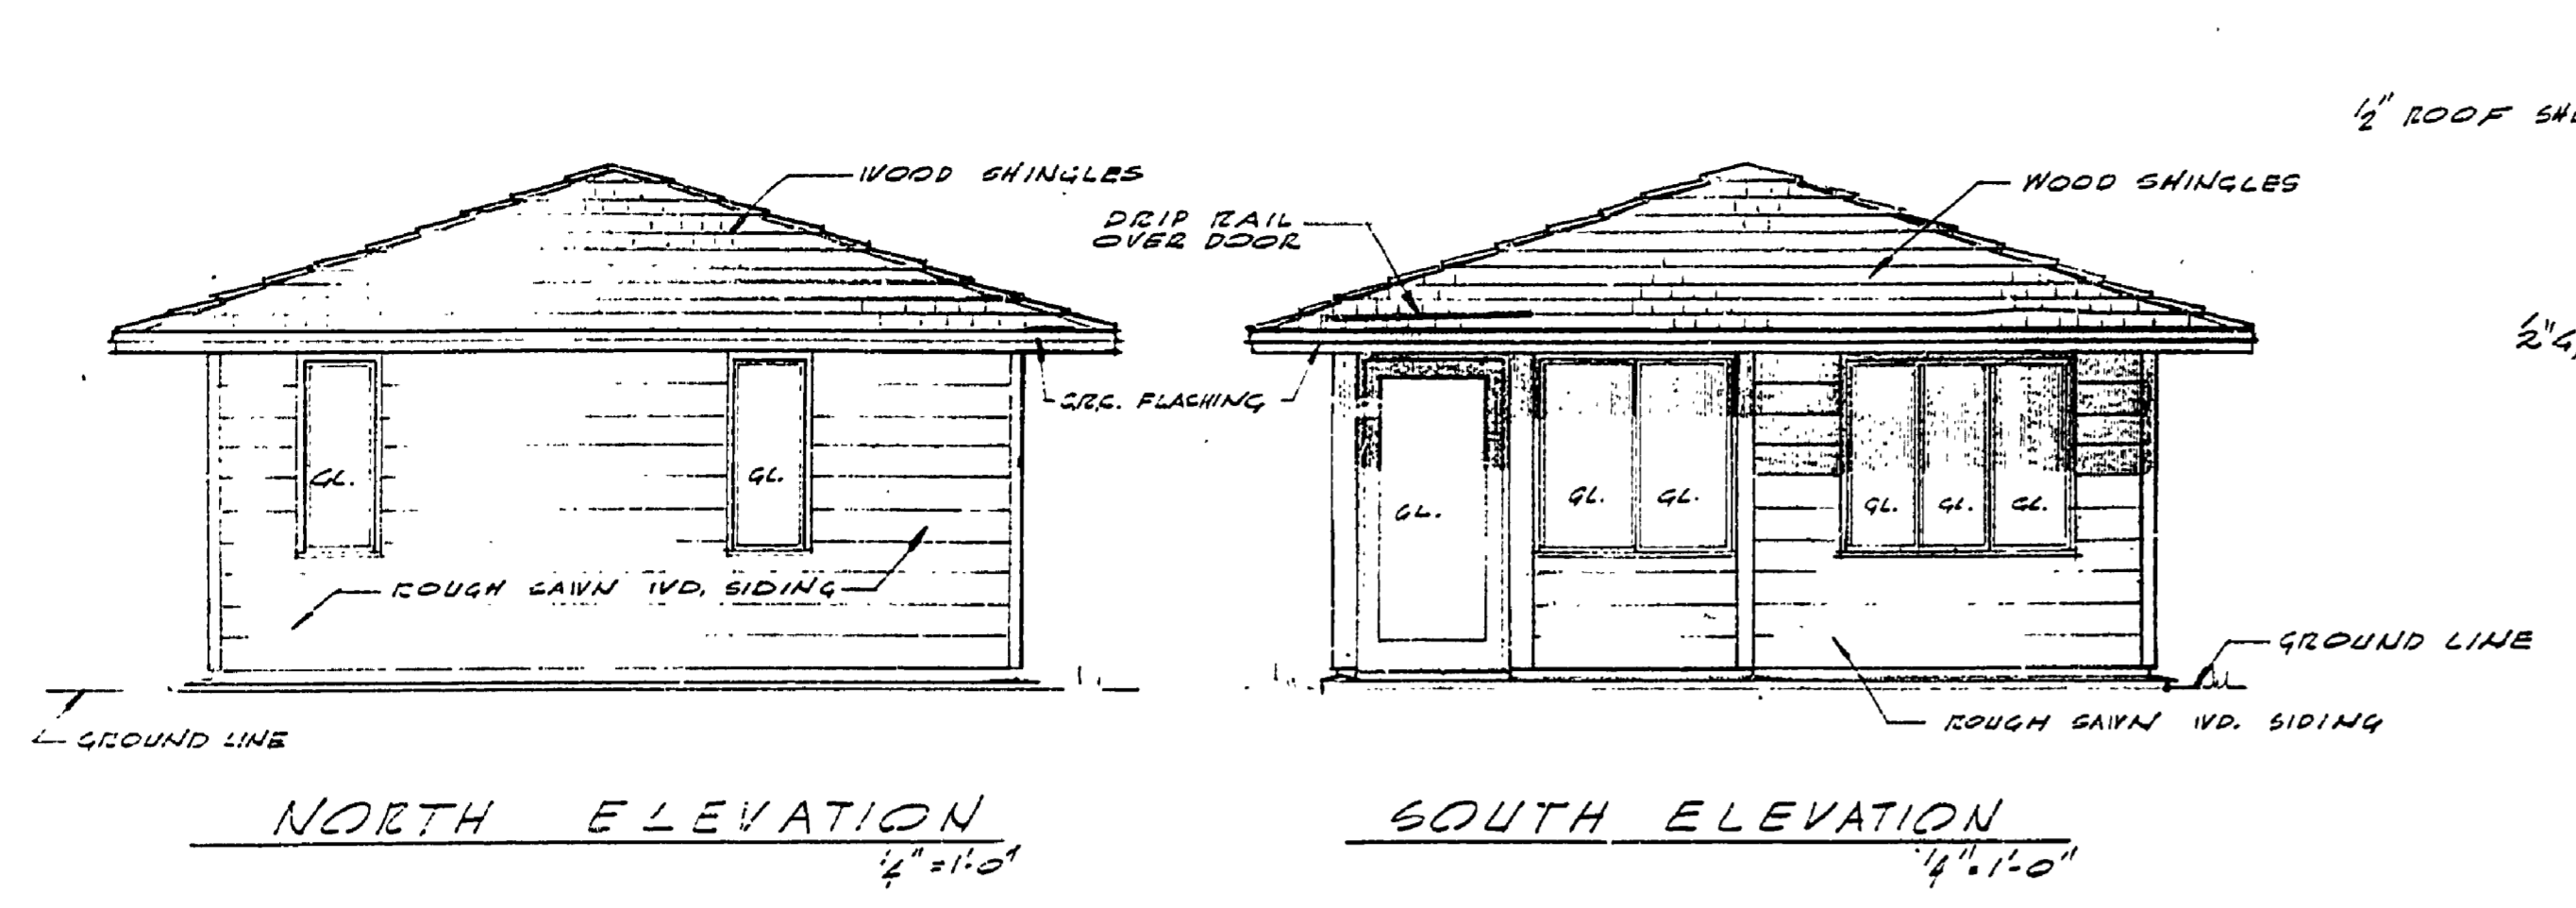 1/2" ROOF
WOOD SHINGLES
DRIP RAIL
OVER DOOR
WOOD SHINGLES
FLASHING
GL.
GL.
GL.
GL.
GL.
GL.
GL.
GL.
ROUGH SAWN WD. SIDING
GROUND LINE
GROUND LINE
ROUGH SAWN WD. SIDING
NORTH ELEVATION
1/4" = 1'-0"
SOUTH ELEVATION
1/4" = 1'-0"
1/2"